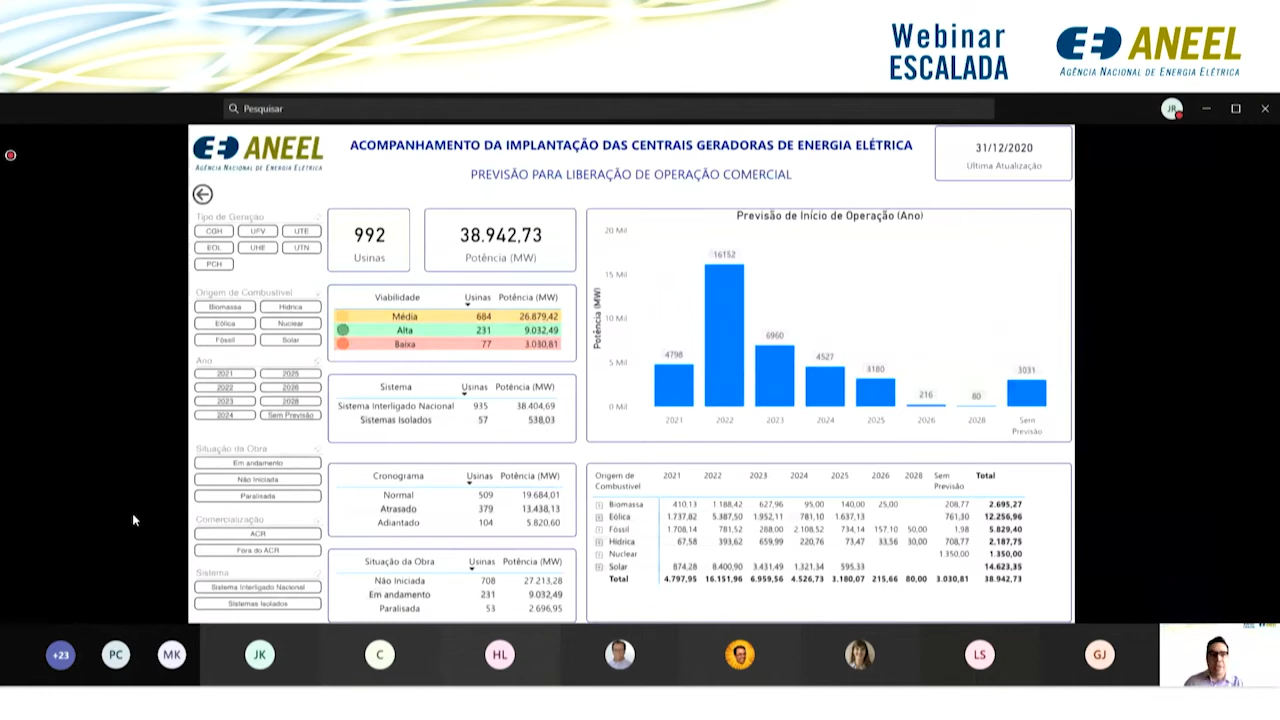 Webinar
ESCALADA
ANEEL
AGÊNCIA NACIONAL DE ENERGIA ELÉTRICA
Pesquisar
JR
ANEEL
AGÊNCIA NACIONAL DE ENERGIA ELÉTRICA
ACOMPANHAMENTO DA IMPLANTAÇÃO DAS CENTRAIS GERADORAS DE ENERGIA ELÉTRICA
PREVISÃO PARA LIBERAÇÃO DE OPERAÇÃO COMERCIAL
31/12/2020
Ultima Atualização
Tipo de Geração
CGH UFV UTE
EOL UHE UTN
PCH
Origem de Combustível
Biomassa Hídrica
Eólica Nuclear
Fóssil Solar
Ano
2021 2025
2022 2026
2023 2028
2024 Sem Previsão
Situação da Obra
Em andamento
Não Iniciada
Paralisada
Comercialização
ACR
Fora do ACR
Sistema
Sistema Interligado Nacional
Sistemas Isolados
992
Usinas
38.942,73
Potência (MW)
Viabilidade Usinas Potência (MW)
Média 684 26.879,42
Alta 231 9.032,49
Baixa 77 3.030,81
Sistema Usinas Potência (MW)
Sistema Interligado Nacional 935 38.404,69
Sistemas Isolados 57 538,03
Cronograma Usinas Potência (MW)
Normal 509 19.684,01
Atrasado 379 13.438,13
Adiantado 104 5.820,60
Situação da Obra Usinas Potência (MW)
Não Iniciada 708 27.213,28
Em andamento 231 9.032,49
Paralisada 53 2.696,95
Previsão de Início de Operação (Ano)
Potência (MW)
20 Mil
15 Mil
10 Mil
5 Mil
0 Mil
4798 16152 6960 4527 3180 216 80 3031
2021 2022 2023 2024 2025 2026 2028 Sem
Previsão
Origem de 2021 2022 2023 2024 2025 2026 2028 Sem Total
Combustível Previsão
Biomassa 410,13 1.188,42 627,96 95,00 140,00 25,00 208,77 2.695,27
Eólica 1.737,82 5.387,50 1.952,11 781,10 1.637,13 761,30 12.256,96
Fóssil 1.708,14 781,52 288,00 2.108,52 734,14 157,10 50,00 1,98 5.829,40
Hídrica 67,58 393,62 659,99 220,76 73,47 33,56 30,00 708,77 2.187,75
Nuclear 1.350,00 1.350,00
Solar 874,28 8.400,90 3.431,49 1.321,34 595,33 14.623,35
Total 4.797,95 16.151,96 6.959,56 4.526,73 3.180,07 215,66 80,00 3.030,81 38.942,73
+23 PC MK JK C HL LS GJ